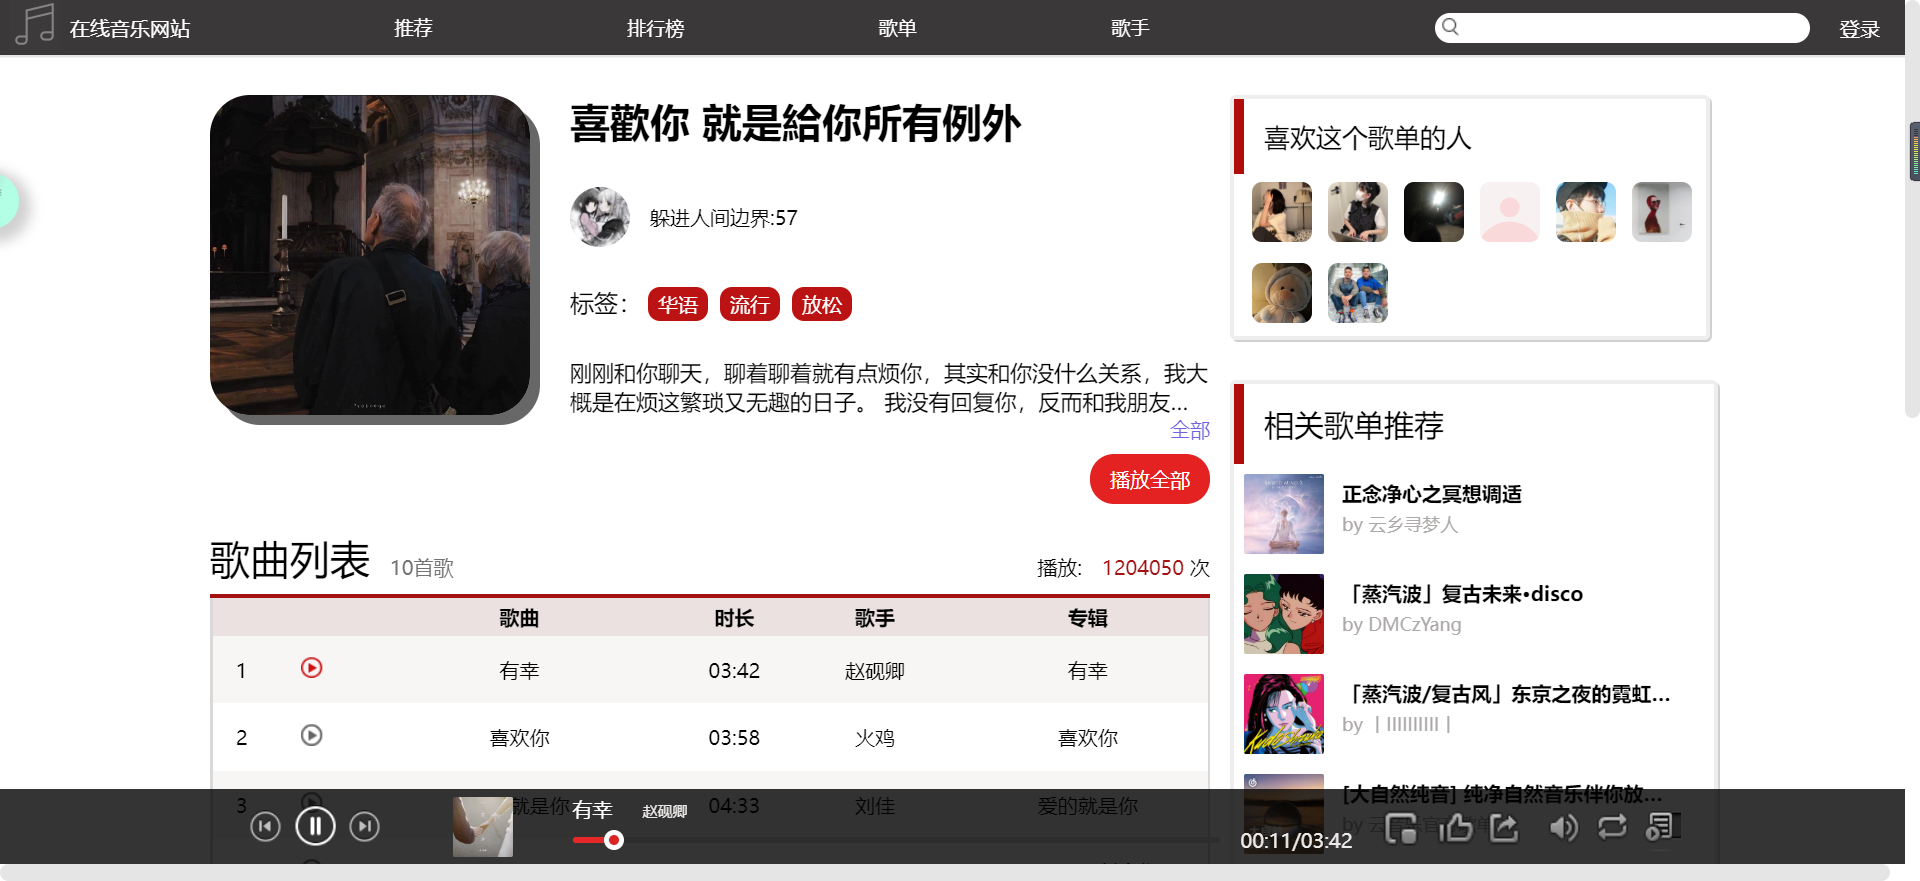 在线音乐网站
推荐
排行榜
歌单
歌手
登录
喜歡你 就是給你所有例外
躲进人间边界:57
标签：
华语
流行
放松
刚刚和你聊天，聊着聊着就有点烦你，其实和你没什么关系，我大
概是在烦这繁琐又无趣的日子。 我没有回复你，反而和我朋友...
全部
播放全部
歌曲列表 10首歌
播放: 1204050 次
歌曲 时长 歌手 专辑
1 有幸 03:42 赵砚卿 有幸
2 喜欢你 03:58 火鸡 喜欢你
3 就是你 04:33 刘佳 爱的就是你
喜欢这个歌单的人
相关歌单推荐
正念净心之冥想调适
by 云乡寻梦人
「蒸汽波」复古未来•disco
by DMCzYang
「蒸汽波/复古风」东京之夜的霓虹...
by 丨llllllllll丨
[大自然纯音] 纯净自然音乐伴你放...
有幸 赵砚卿
00:11/03:42